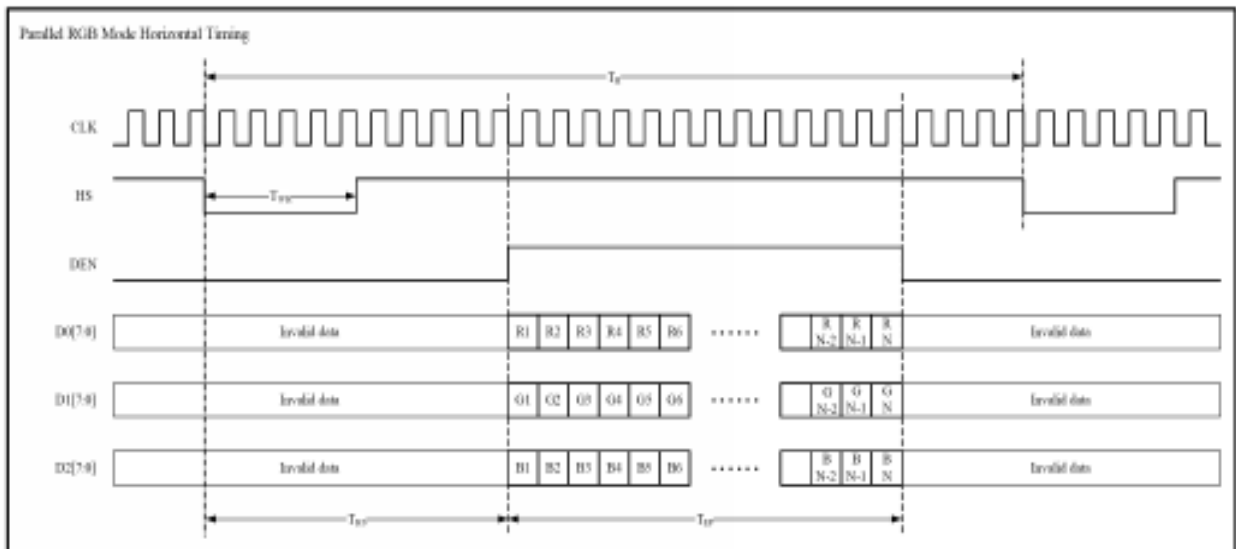 Parallel RGB Mode Horizontal Timing
CLK
HS
DEN
D0[7:0] Invalid data R1 R2 R3 R4 R5 R6 ······ R N-2 R N-1 R N Invalid data
D1[7:0] Invalid data G1 G2 G3 G4 G5 G6 ······ G N-2 G N-1 G N Invalid data
D2[7:0] Invalid data B1 B2 B3 B4 B5 B6 ······ B N-2 B N-1 B N Invalid data